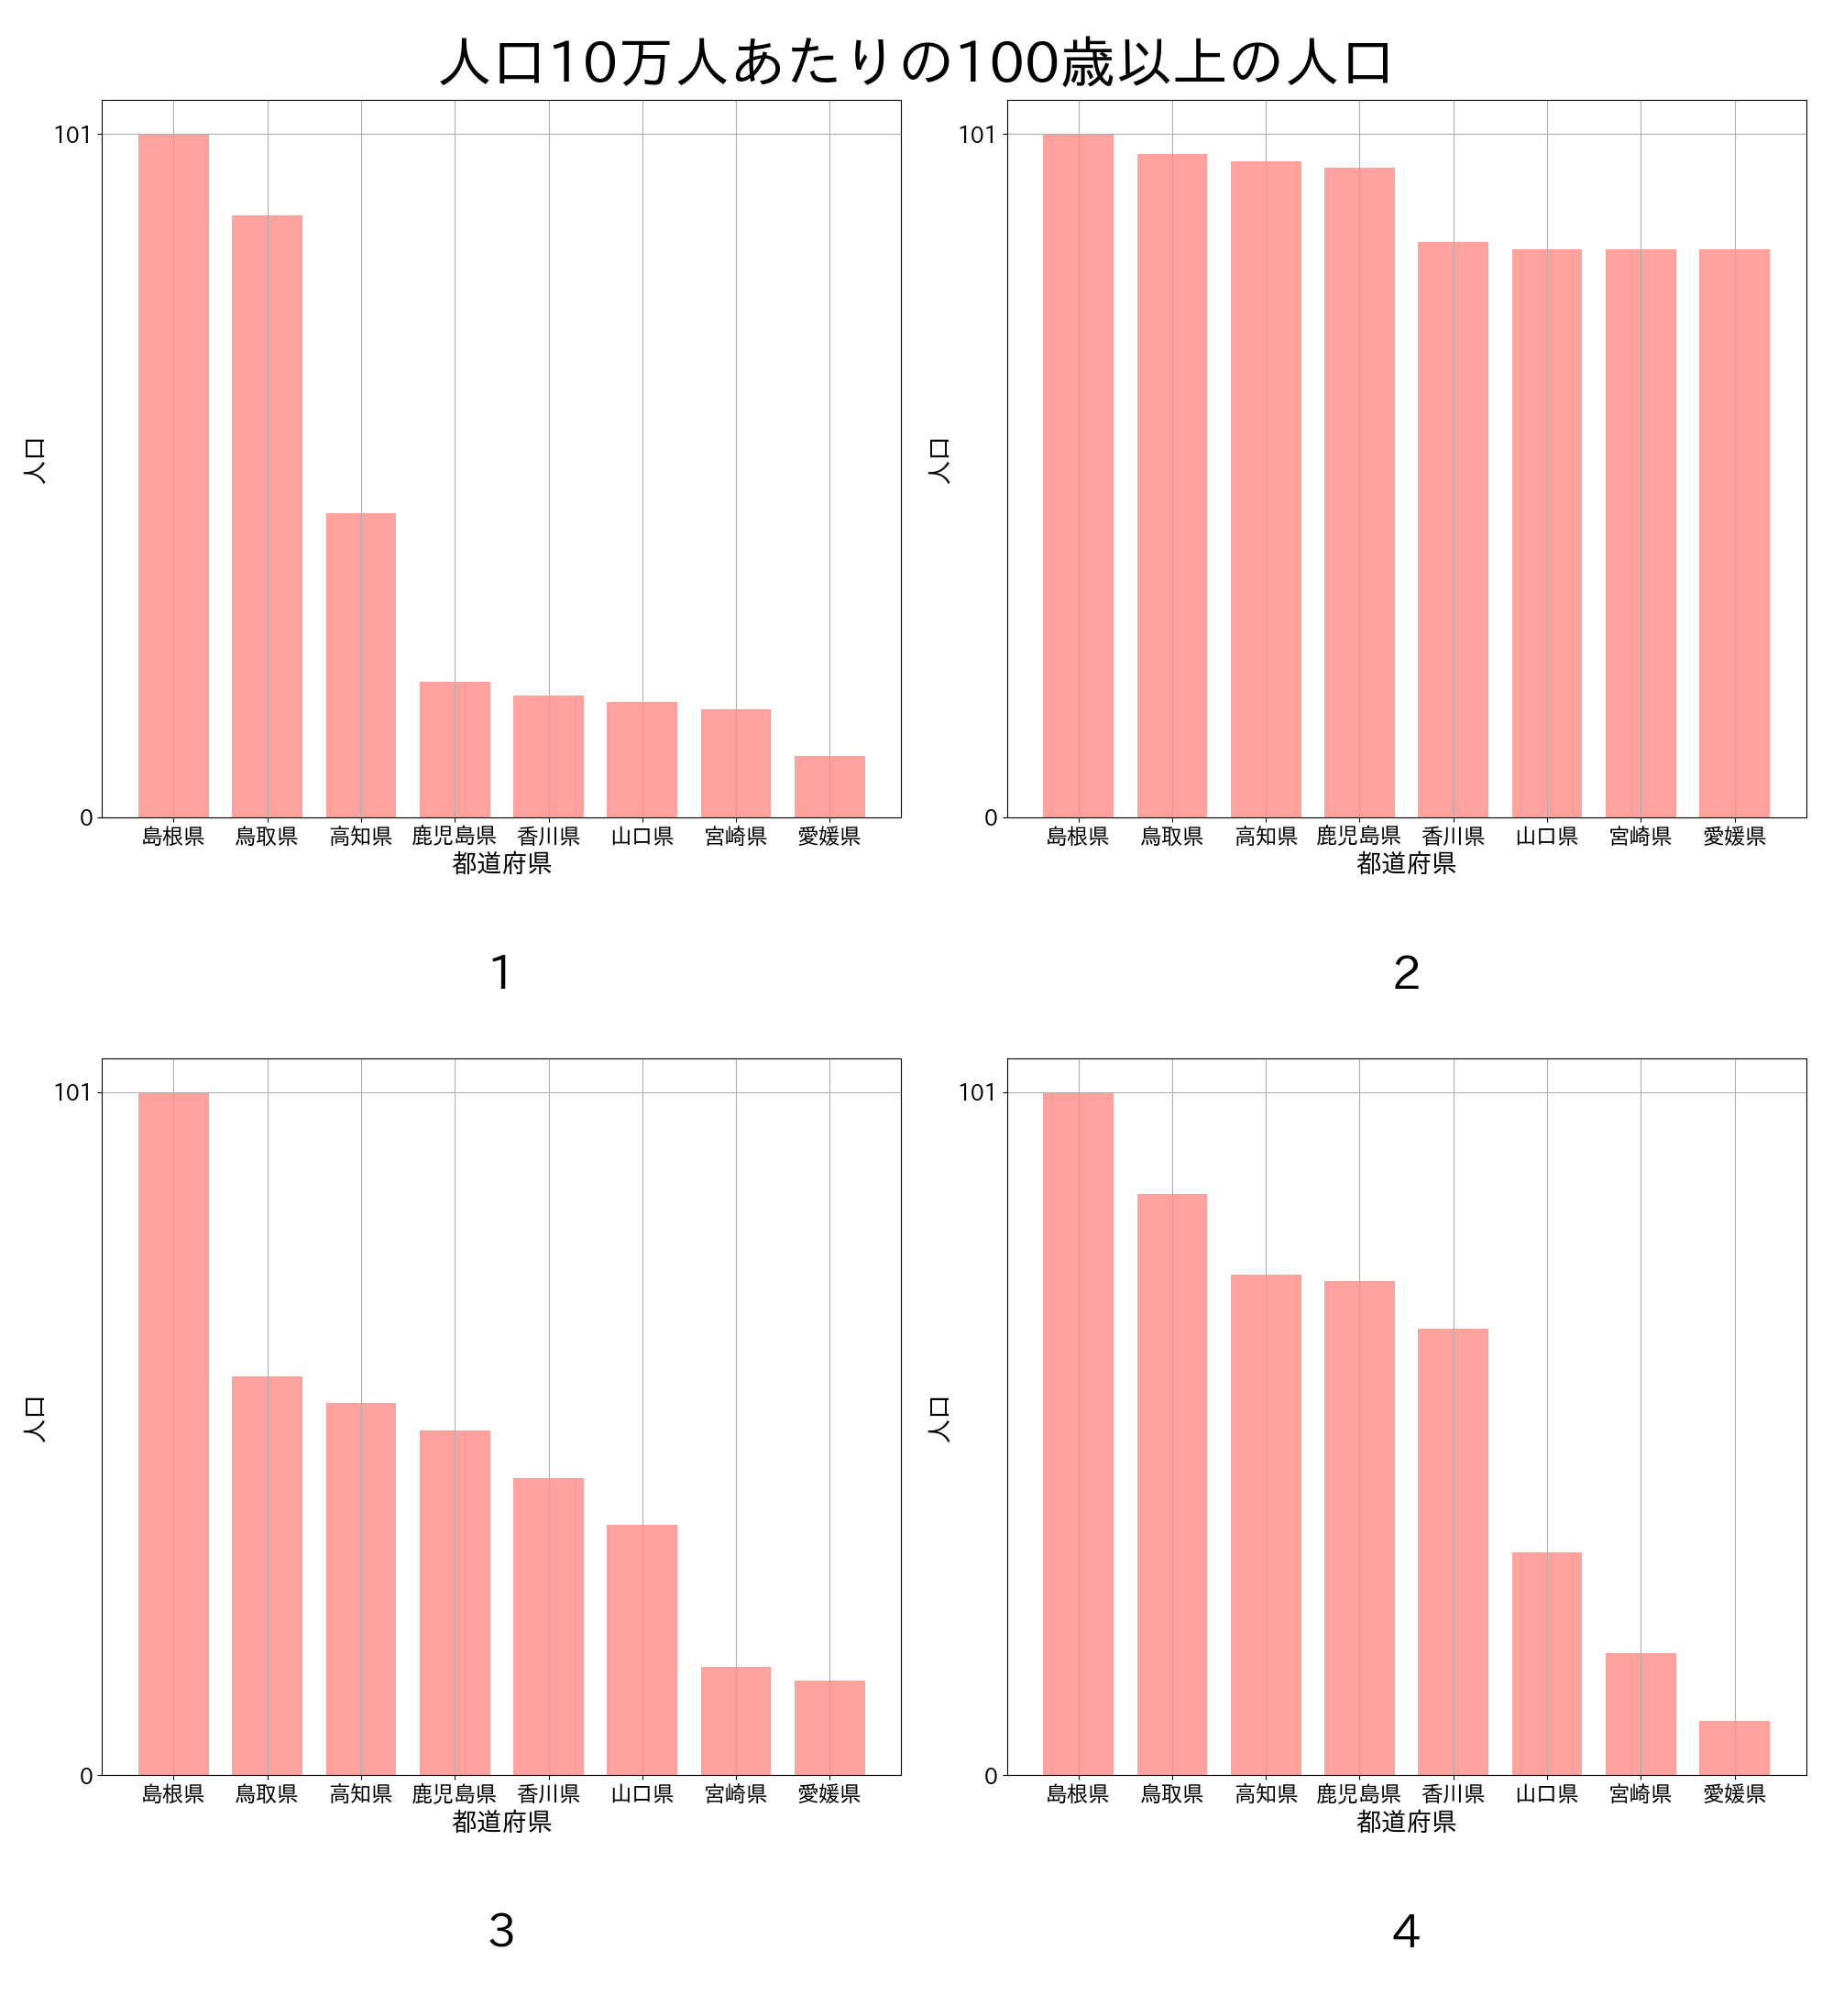 人口10万人あたりの100歳以上の人口
101
0
人口
島根県 鳥取県 高知県 鹿児島県 香川県 山口県 宮崎県 愛媛県
都道府県
1
101
0
人口
島根県 鳥取県 高知県 鹿児島県 香川県 山口県 宮崎県 愛媛県
都道府県
2
101
0
人口
島根県 鳥取県 高知県 鹿児島県 香川県 山口県 宮崎県 愛媛県
都道府県
3
101
0
人口
島根県 鳥取県 高知県 鹿児島県 香川県 山口県 宮崎県 愛媛県
都道府県
4